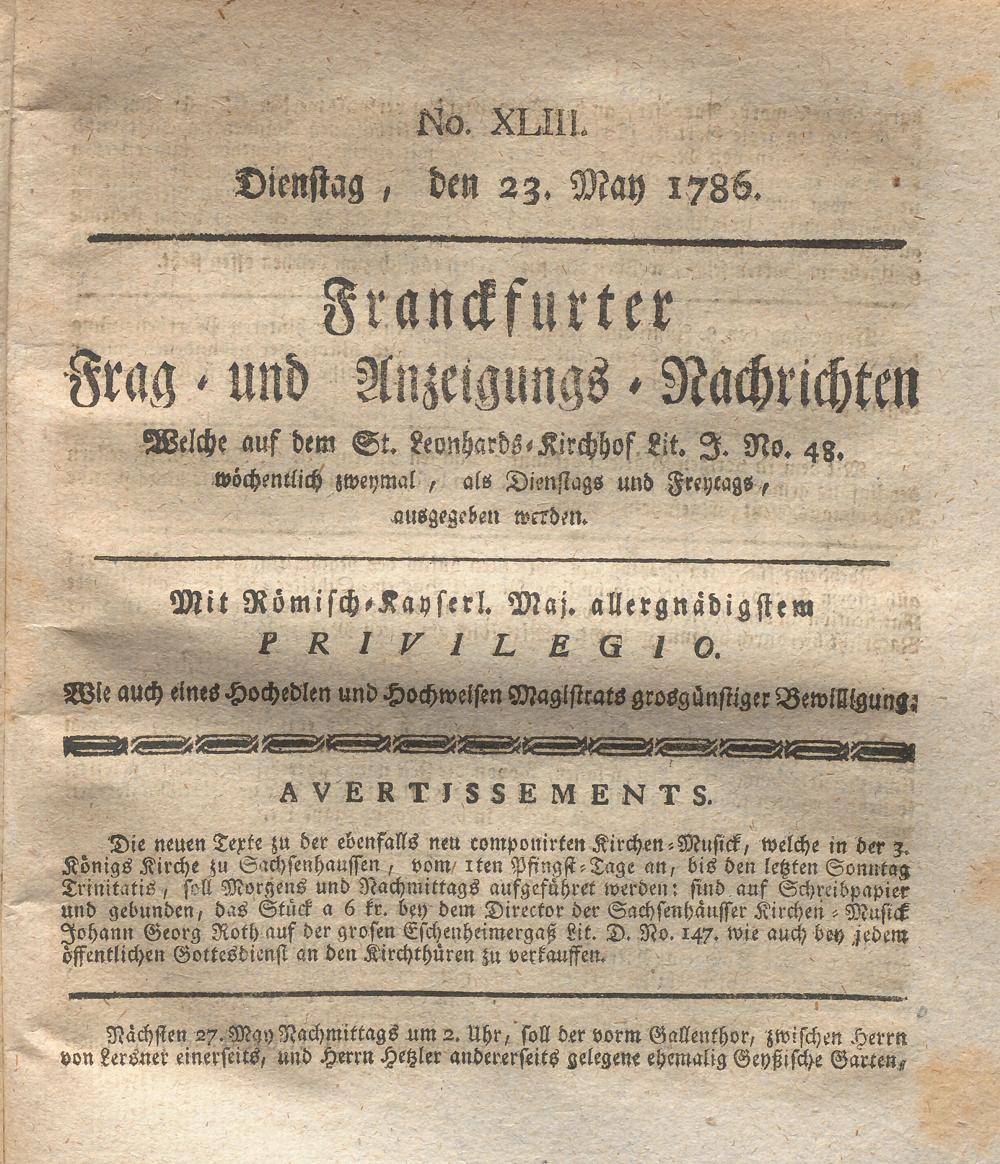 No. XLIII.
Dienstag, den 23. May 1786.
Franckfurter
Frag- und Anzeigungs-Nachrichten
Welche auf dem St. Leonhards-Kirchhof Lit. J. No. 48.
wöchentlich zweymal, als Dienstags und Freytags,
ausgegeben werden.
Mit Römisch-Kayserl. Maj. allergnädigstem
PRIVILEGIO.
Wie auch eines Hochedlen und Hochweisen Magistrats grosgünstiger Bewilligung.
AVERTJSSEMENTS.
Die neuen Texte zu der ebenfalls neu componirten Kirchen-Musick, welche in der 3.
Königs Kirche zu Sachsenhaussen, vom 1ten Pfingst-Tage an, bis den letzten Sonntag
Trinitatis, soll Morgens und Nachmittags aufgeführet werden: sind auf Schreibpapier
und gebunden, das Stück a 6 kr. bey dem Director der Sachsenhäusser Kirchen-Musick
Johann Georg Roth auf der grosen Eschenheimergaß Lit. D. No. 147. wie auch bey jedem
öffentlichen Gottesdienst an den Kirchthüren zu verkauffen.
Nächsten 27. May Nachmittags um 2. Uhr, soll der vorm Gallenthor, zwischen Herrn
von Lersner einerseits, und Herrn Hetzler andererseits gelegene ehemalig Geyßische Garten,